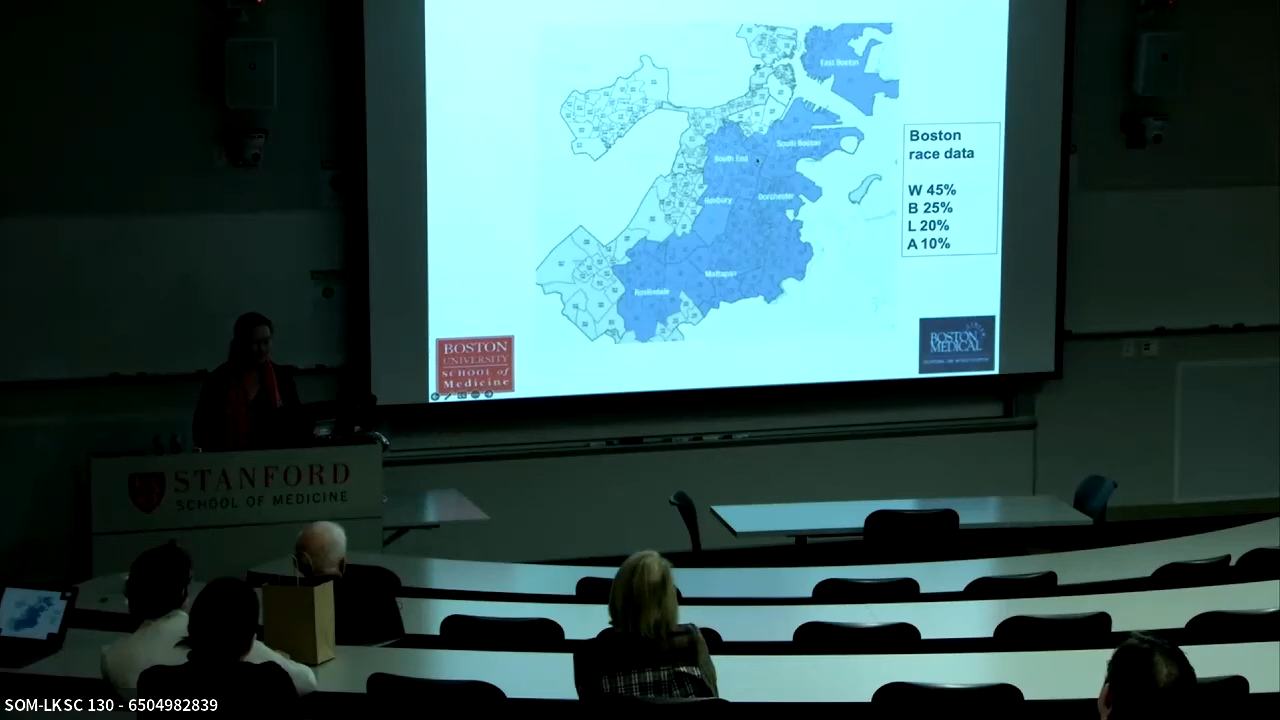 East Boston
South Boston
South End
Roxbury
Dorchester
Mattapan
Roslindale
Boston
race data
W 45%
B 25%
L 20%
A 10%
BOSTON
UNIVERSITY
SCHOOL of
Medicine
BOSTON
MEDICAL
STANFORD
SCHOOL OF MEDICINE
SOM-LKSC 130 - 6504982839